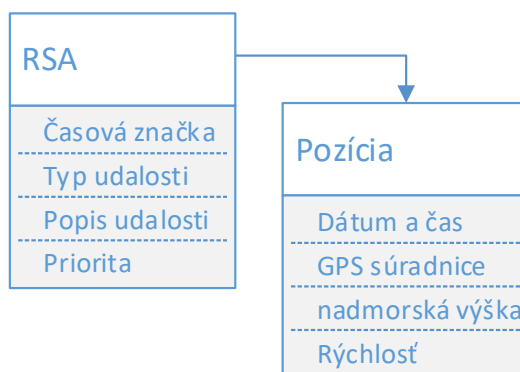 RSA
Časová značka
Typ udalosti
Popis udalosti
Priorita
Pozícia
Dátum a čas
GPS súradnice
nadmorská výška
Rýchlosť